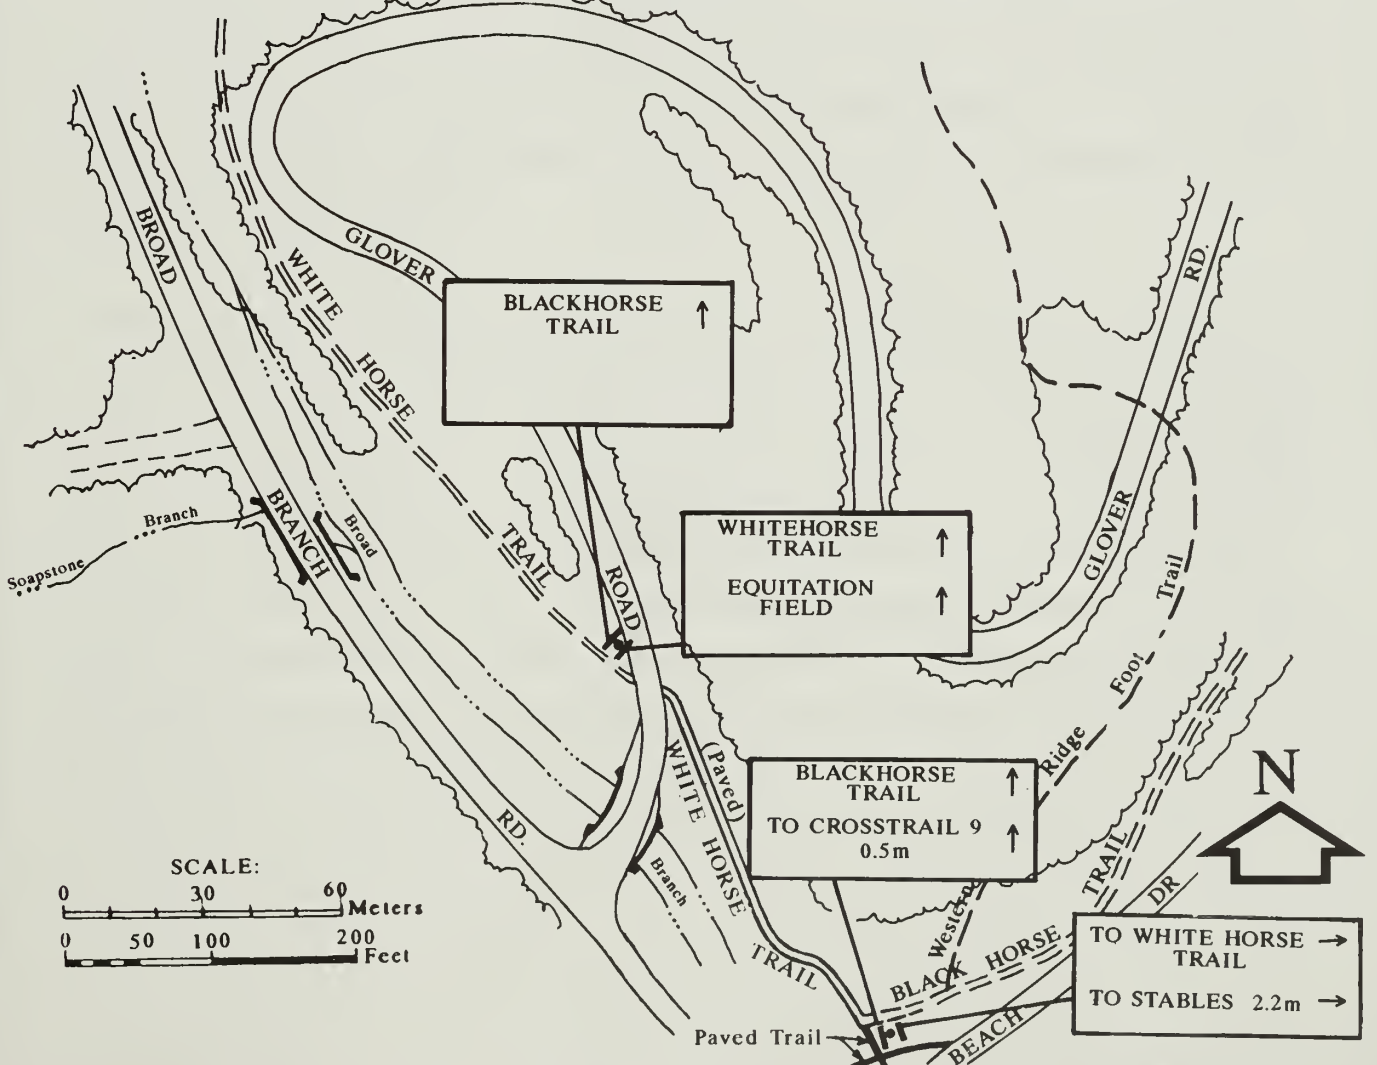 BROAD
BRANCH
RD.
WHITE
HORSE
TRAIL
GLOVER
ROAD
BLACKHORSE ↑
TRAIL
WHITEHORSE ↑
TRAIL
EQUITATION ↑
FIELD
GLOVER
RD.
Branch
Soapstone
Broad
Western
Ridge
Foot
Trail
(Paved)
WHITE HORSE
TRAIL
BLACKHORSE ↑
TRAIL
TO CROSSTRAIL 9 ↑
0.5m
Branch
N
SCALE:
0 30 60
Meters
0 50 100 200
Feet
BLACK HORSE
TRAIL
BEACH
DR
TO WHITE HORSE →
TRAIL
TO STABLES 2.2m →
Paved Trail